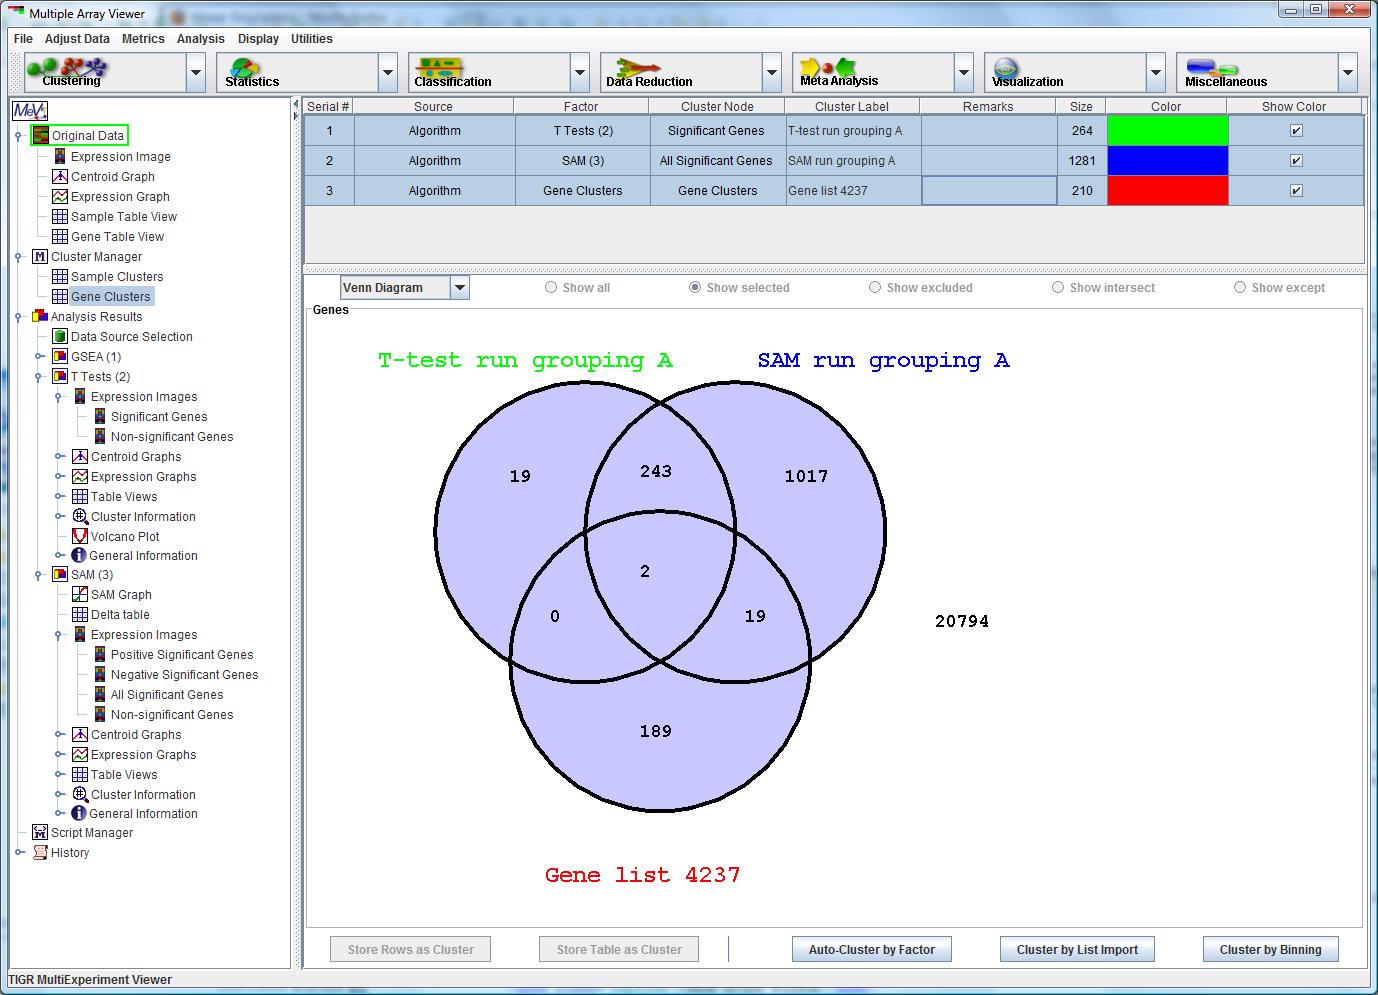 Multiple Array Viewer
File Adjust Data Metrics Analysis Display Utilities
Clustering Statistics Classification Data Reduction Meta Analysis Visualization Miscellaneous
MeV
Original Data
Expression Image
Centroid Graph
Expression Graph
Sample Table View
Gene Table View
Cluster Manager
Sample Clusters
Gene Clusters
Analysis Results
Data Source Selection
GSEA (1)
T Tests (2)
Expression Images
Significant Genes
Non-significant Genes
Centroid Graphs
Expression Graphs
Table Views
Cluster Information
Volcano Plot
General Information
SAM (3)
SAM Graph
Delta table
Expression Images
Positive Significant Genes
Negative Significant Genes
All Significant Genes
Non-significant Genes
Centroid Graphs
Expression Graphs
Table Views
Cluster Information
General Information
Script Manager
History
Serial # Source Factor Cluster Node Cluster Label Remarks Size Color Show Color
1 Algorithm T Tests (2) Significant Genes T-test run grouping A 264
2 Algorithm SAM (3) All Significant Genes SAM run grouping A 1281
3 Algorithm Gene Clusters Gene Clusters Gene list 4237 210
Venn Diagram Show all Show selected Show excluded Show intersect Show except
Genes
T-test run grouping A SAM run grouping A
19 243 1017
2
0 19
20794
189
Gene list 4237
Store Rows as Cluster Store Table as Cluster Auto-Cluster by Factor Cluster by List Import Cluster by Binning
TIGR MultiExperiment Viewer